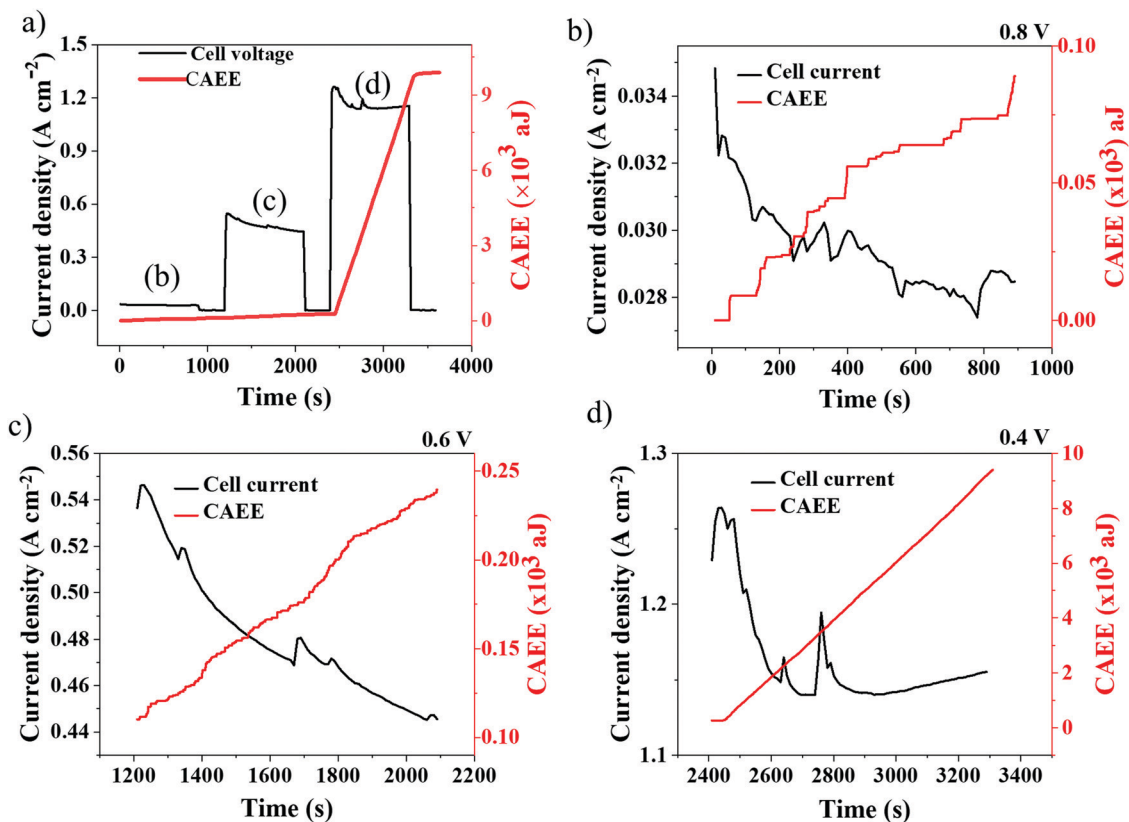 a)
Cell voltage
CAEE
(b)
(c)
(d)
Current density (A cm⁻²)
1.5
1.2
0.9
0.6
0.3
0.0
CAEE (×10³ aJ)
9
6
3
0
0 1000 2000 3000 4000
Time (s)
b)
0.8 V
Cell current
CAEE
Current density (A cm⁻²)
0.034
0.032
0.030
0.028
CAEE (x10³) aJ)
0.10
0.05
0.00
0 200 400 600 800 1000
Time (s)
c)
0.6 V
Cell current
CAEE
Current density (A cm⁻²)
0.56
0.54
0.52
0.50
0.48
0.46
0.44
CAEE (x10³ aJ)
0.25
0.20
0.15
0.10
1200 1400 1600 1800 2000 2200
Time (s)
d)
0.4 V
Cell current
CAEE
Current density (A cm⁻²)
1.3
1.2
1.1
CAEE (x10³ aJ)
10
8
6
4
2
0
2400 2600 2800 3000 3200 3400
Time (s)